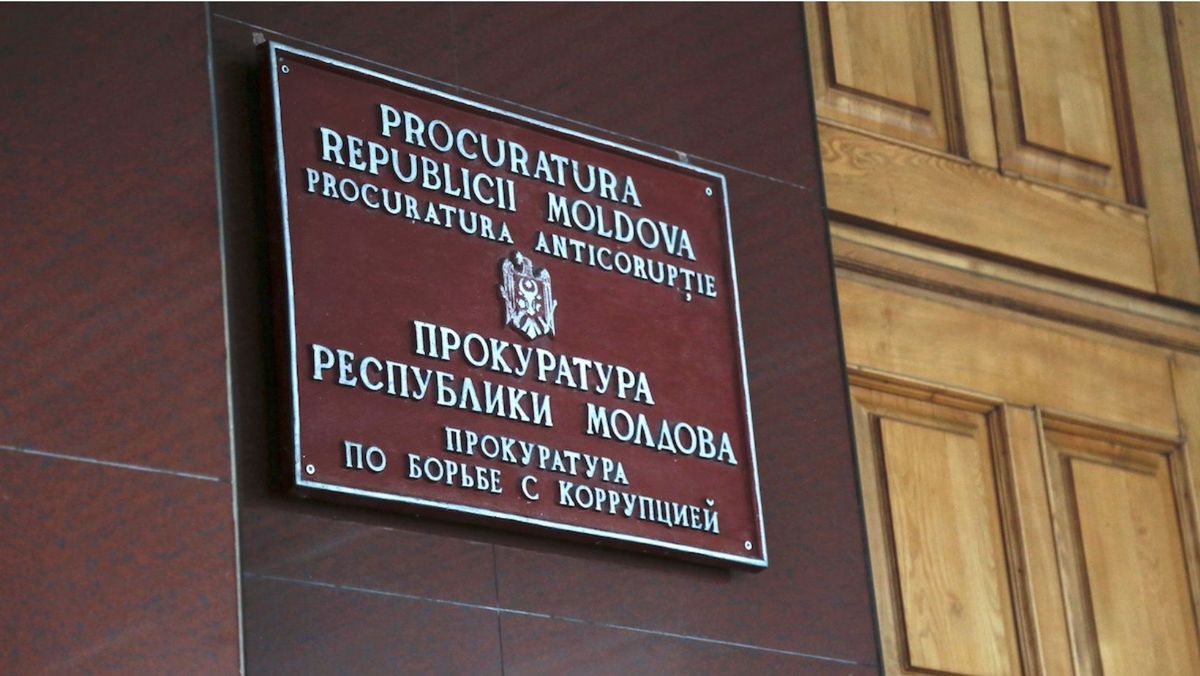 PROCURATURA
REPUBLICII MOLDOVA
PROCURATURA ANTICORUPȚIE
ПРОКУРАТУРА
РЕСПУБЛИКИ МОЛДОВА
ПРОКУРАТУРА
ПО БОРЬБЕ С КОРРУПЦИЕЙ